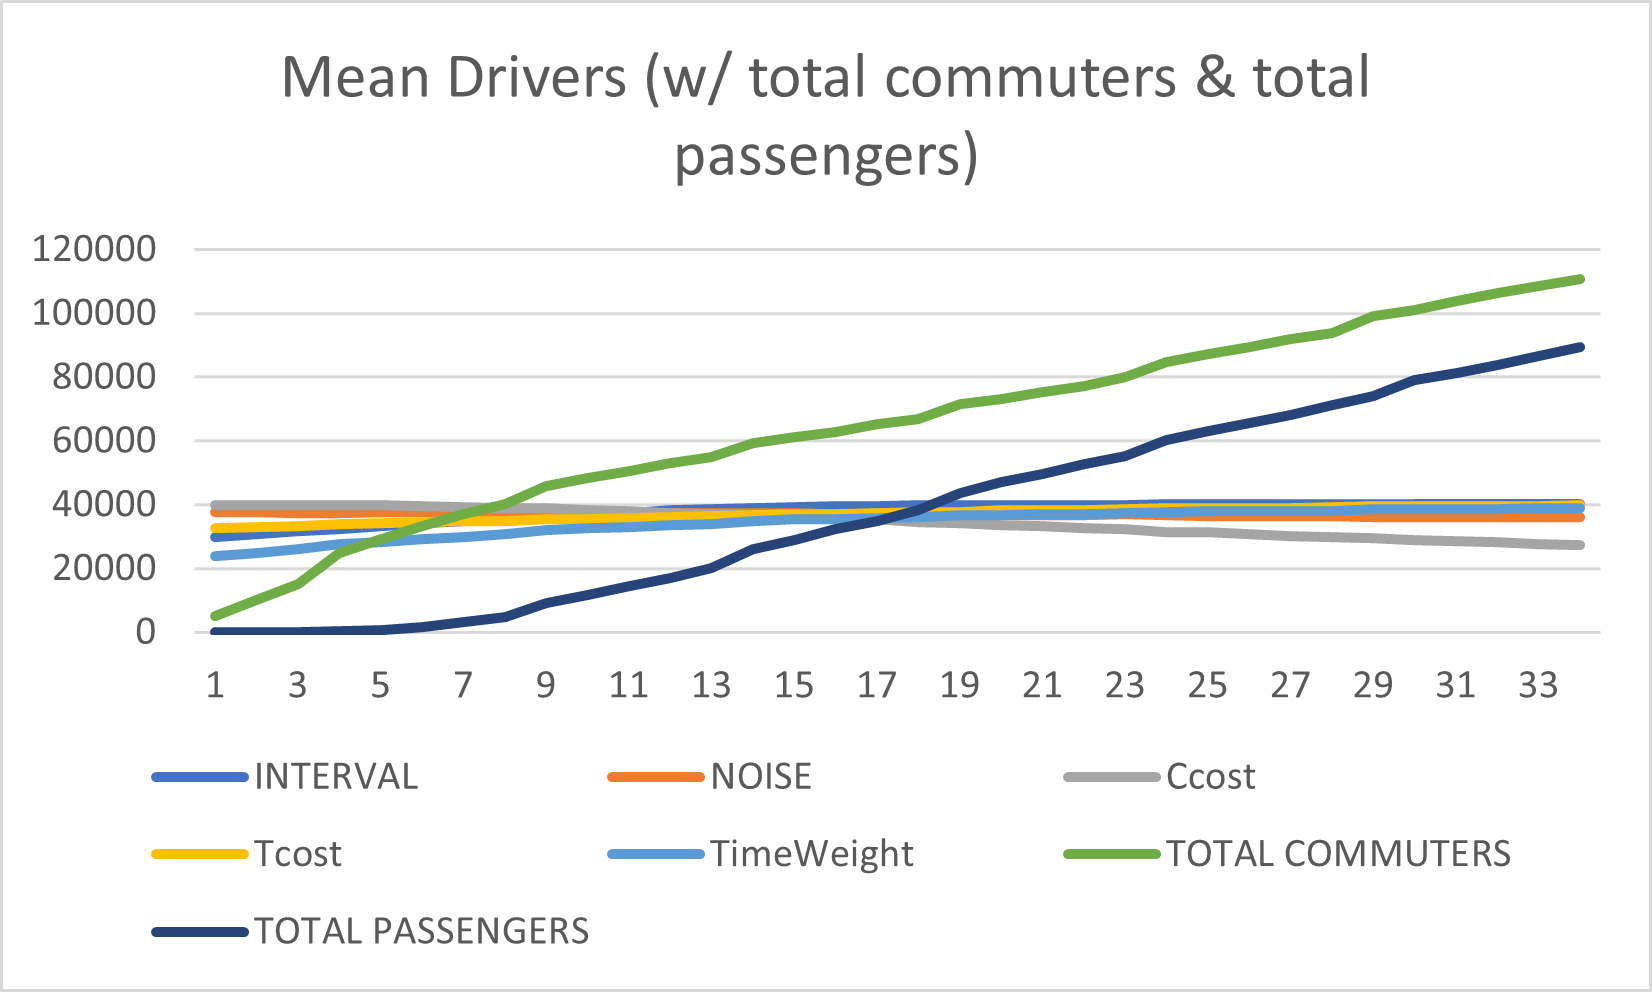 Mean Drivers (w/ total commuters & total
passengers)
120000
100000
80000
60000
40000
20000
0
1 3 5 7 9 11 13 15 17 19 21 23 25 27 29 31 33
INTERVAL NOISE Ccost
Tcost TimeWeight TOTAL COMMUTERS
TOTAL PASSENGERS